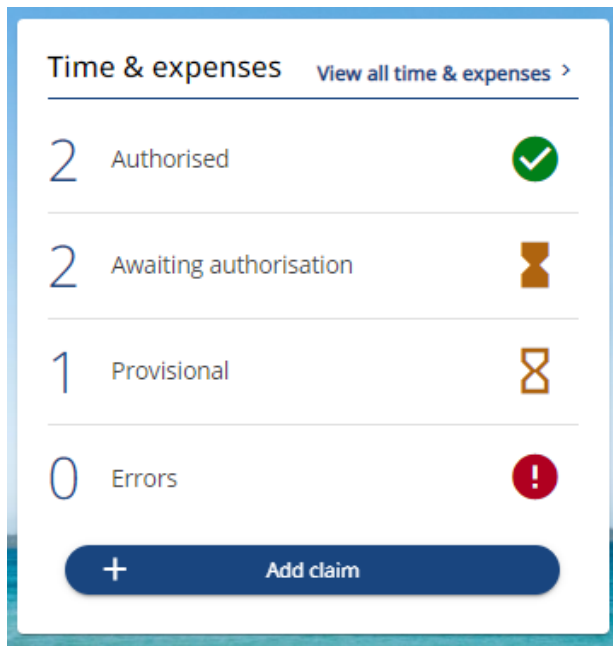 Time & expenses View all time & expenses >
2 Authorised
2 Awaiting authorisation
1 Provisional
0 Errors
+ Add claim